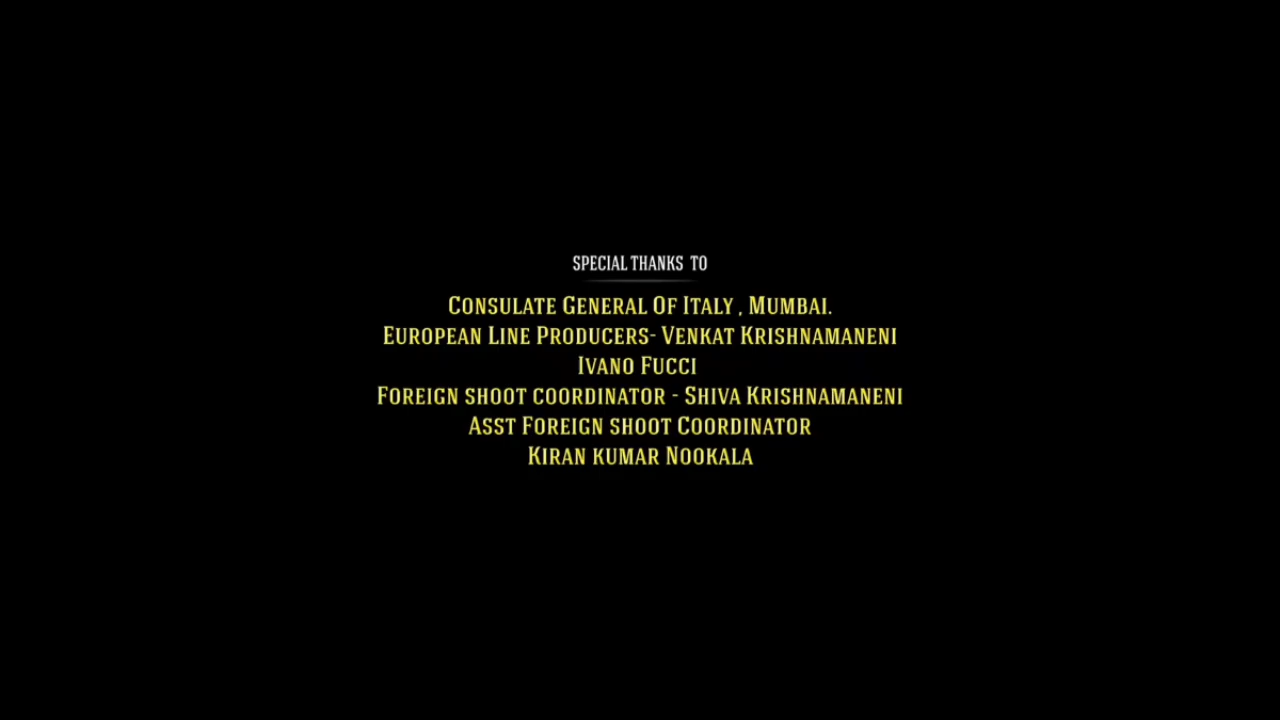 SPECIAL THANKS TO
CONSULATE GENERAL OF ITALY , MUMBAI.
EUROPEAN LINE PRODUCERS- VENKAT KRISHNAMANENI
IVANO FUCCI
FOREIGN SHOOT COORDINATOR - SHIVA KRISHNAMANENI
ASST FOREIGN SHOOT COORDINATOR
KIRAN KUMAR NOOKALA